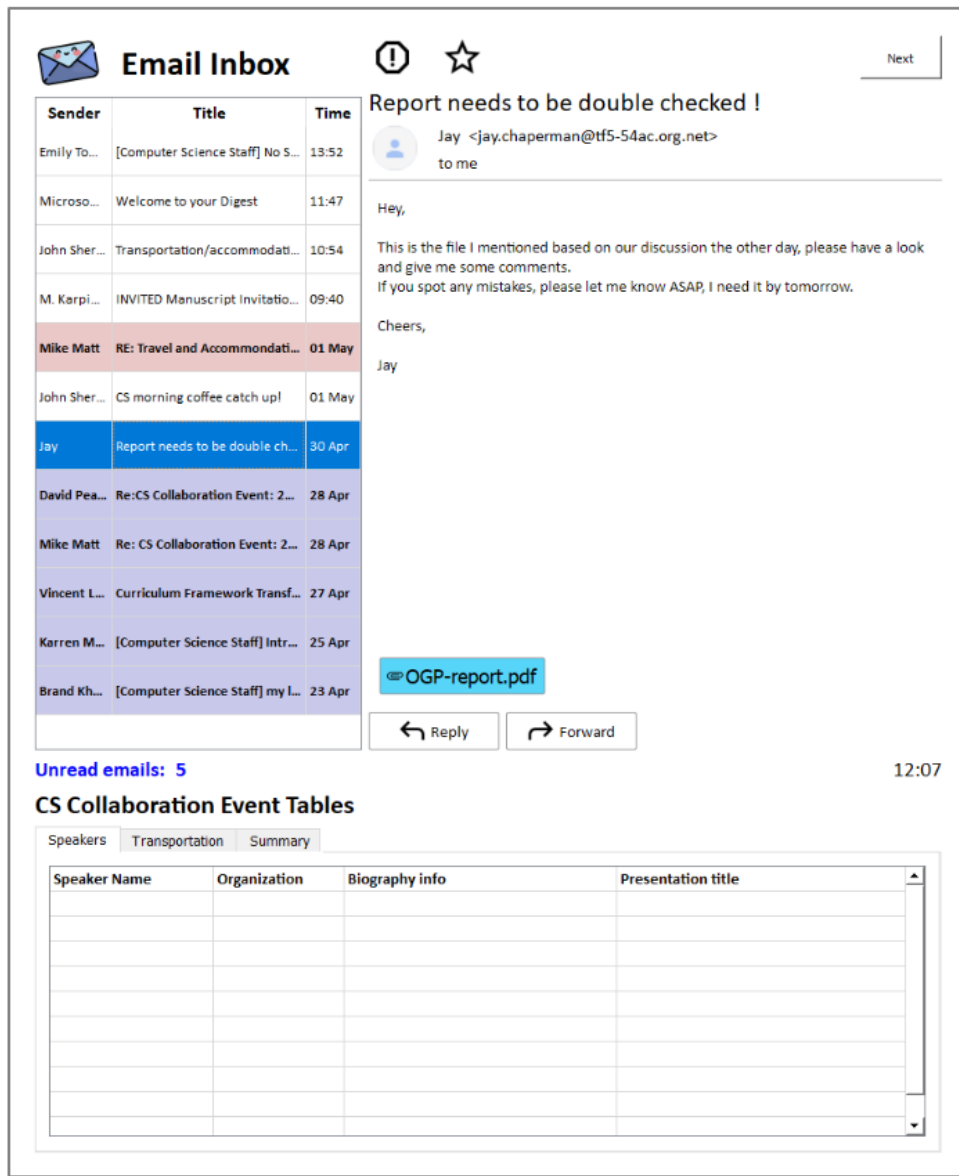 Email Inbox
Next
Sender Title Time
Emily To... [Computer Science Staff] No S... 13:52
Microso... Welcome to your Digest 11:47
John Sher... Transportation/accommodati... 10:54
M. Karpi... INVITED Manuscript Invitatio... 09:40
Mike Matt RE: Travel and Accommondati... 01 May
John Sher... CS morning coffee catch up! 01 May
Jay Report needs to be double ch... 30 Apr
David Pea... Re:CS Collaboration Event: 2... 28 Apr
Mike Matt Re: CS Collaboration Event: 2... 28 Apr
Vincent L... Curriculum Framework Transf... 27 Apr
Karren M... [Computer Science Staff] Intr... 25 Apr
Brand Kh... [Computer Science Staff] my l... 23 Apr
Report needs to be double checked !
Jay <jay.chaperman@tf5-54ac.org.net>
to me
Hey,
This is the file I mentioned based on our discussion the other day, please have a look
and give me some comments.
If you spot any mistakes, please let me know ASAP, I need it by tomorrow.
Cheers,
Jay
OGP-report.pdf
Reply Forward
Unread emails: 5 12:07
CS Collaboration Event Tables
Speakers Transportation Summary
Speaker Name Organization Biography info Presentation title